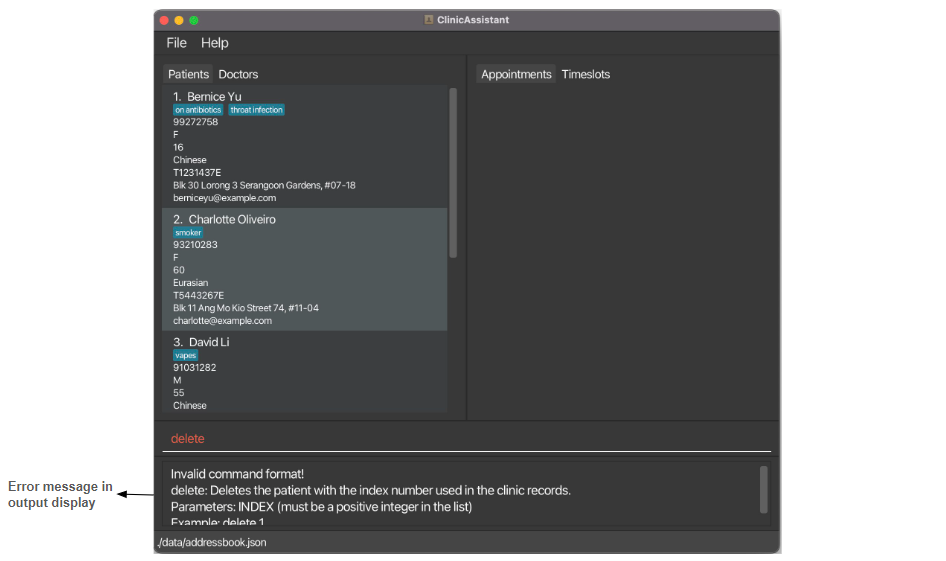 ClinicAssistant
File Help
Patients Doctors
Appointments Timeslots
1. Bernice Yu
on antibiotics throat infection
99272758
F
16
Chinese
T1231437E
Blk 30 Lorong 3 Serangoon Gardens, #07-18
berniceyu@example.com
2. Charlotte Oliveiro
smoker
93210283
F
60
Eurasian
T5443267E
Blk 11 Ang Mo Kio Street 74, #11-04
charlotte@example.com
3. David Li
vapes
91031282
M
55
Chinese
delete
Invalid command format!
delete: Deletes the patient with the index number used in the clinic records.
Parameters: INDEX (must be a positive integer in the list)
Example: delete 1
Error message in
output display
./data/addressbook.json